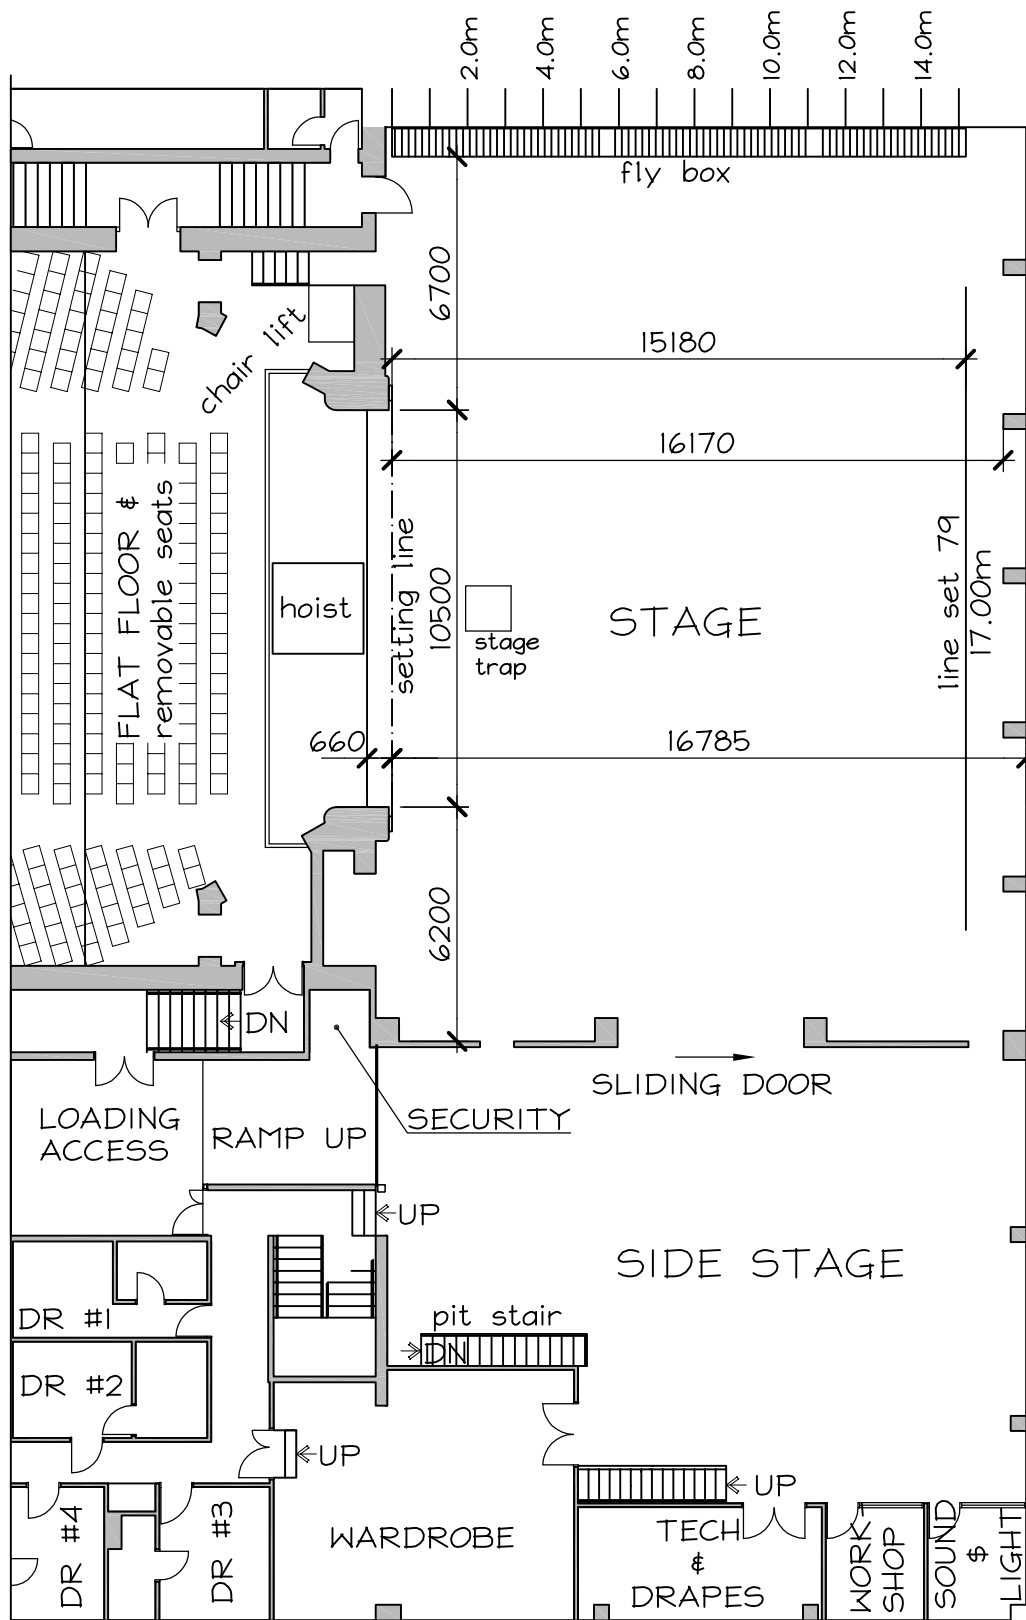 2.0m
4.0m
6.0m
8.0m
10.0m
12.0m
14.0m
fly box
6700
15180
chair lift
16170
FLAT FLOOR &
removable seats
hoist
setting line
10500
stage
trap
STAGE
line set 79
17.00m
660
16785
6200
DN
SLIDING DOOR
LOADING
ACCESS
RAMP UP
SECURITY
UP
SIDE STAGE
pit stair
DN
DR #1
DR #2
UP
UP
DR #4
DR #3
WARDROBE
TECH
&
DRAPES
WORK-
SHOP
SOUND
$
LIGHT